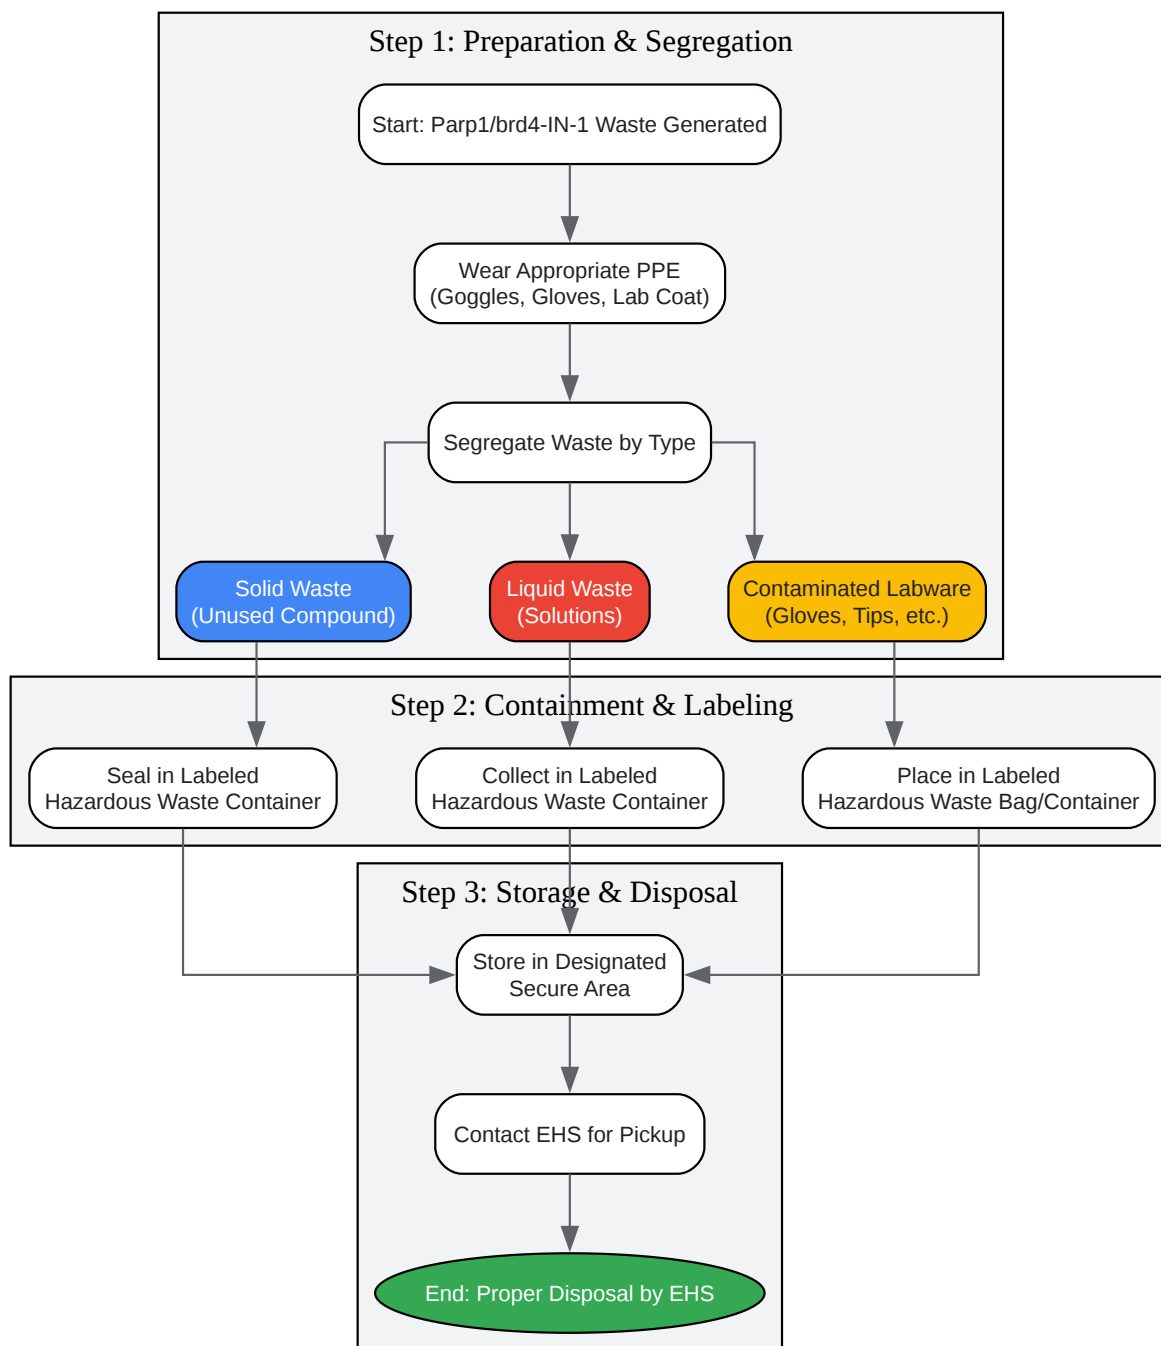 Step 1: Preparation & Segregation
Start: Parp1/brd4-IN-1 Waste Generated
Wear Appropriate PPE
(Goggles, Gloves, Lab Coat)
Segregate Waste by Type
Solid Waste
(Unused Compound)
Liquid Waste
(Solutions)
Contaminated Labware
(Gloves, Tips, etc.)
Step 2: Containment & Labeling
Seal in Labeled
Hazardous Waste Container
Collect in Labeled
Hazardous Waste Container
Place in Labeled
Hazardous Waste Bag/Container
Step 3: Storage & Disposal
Store in Designated
Secure Area
Contact EHS for Pickup
End: Proper Disposal by EHS